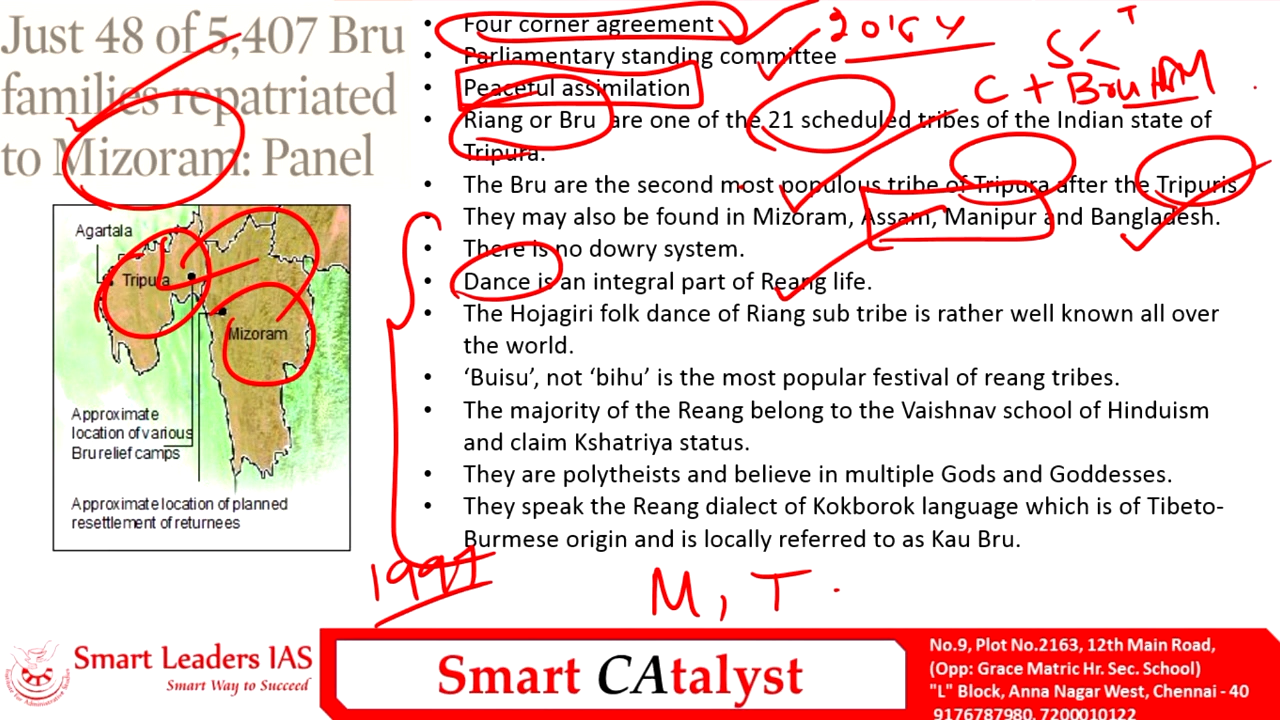 Just 48 of 5,407 Bru
families repatriated
to Mizoram: Panel
Agartala
Tripura
Mizoram
Approximate
location of various
Bru relief camps
Approximate location of planned
resettlement of returnees
• Four corner agreement
• Parliamentary standing committee
• Peaceful assimilation
• Riang or Bru are one of the 21 scheduled tribes of the Indian state of
Tripura.
• The Bru are the second most populous tribe of Tripura after the Tripuris
• They may also be found in Mizoram, Assam, Manipur and Bangladesh.
• There is no dowry system.
• Dance is an integral part of Reang life.
• The Hojagiri folk dance of Riang sub tribe is rather well known all over
the world.
• ‘Buisu’, not ‘bihu’ is the most popular festival of reang tribes.
• The majority of the Reang belong to the Vaishnav school of Hinduism
and claim Kshatriya status.
• They are polytheists and believe in multiple Gods and Goddesses.
• They speak the Reang dialect of Kokborok language which is of Tibeto-
Burmese origin and is locally referred to as Kau Bru.
S
T
C + Bru
1997
M, T
Smart Leaders IAS
Smart Way to Succeed
Smart CAtalyst
No.9, Plot No.2163, 12th Main Road,
(Opp: Grace Matric Hr. Sec. School)
"L" Block, Anna Nagar West, Chennai - 40
9176787980, 7200010122